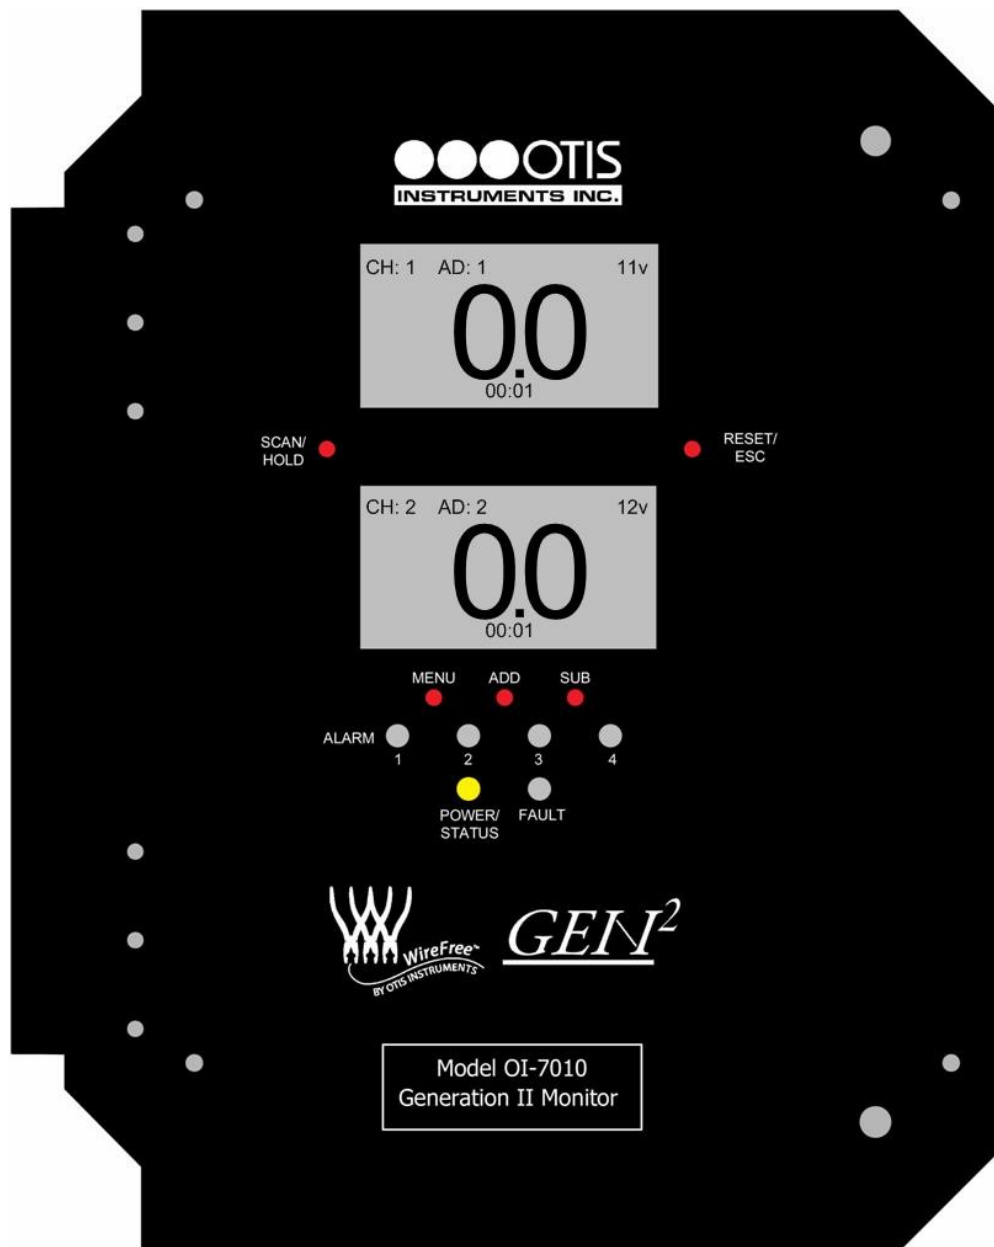 OTIS
INSTRUMENTS INC.
CH: 1 AD: 1 11v
0.0
00:01
SCAN/
HOLD
RESET/
ESC
CH: 2 AD: 2 12v
0.0
00:01
MENU ADD SUB
ALARM
1 2 3 4
POWER/
STATUS
FAULT
WireFree™
BY OTIS INSTRUMENTS
GEN²
Model OI-7010
Generation II Monitor